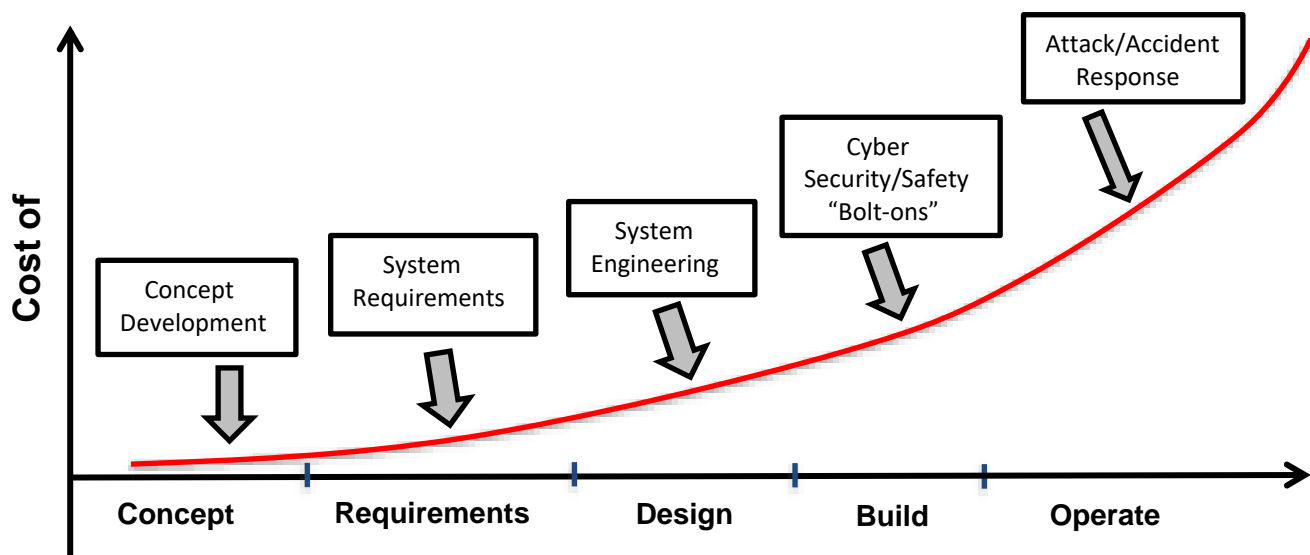 Cost of
Concept
Development
System
Requirements
System
Engineering
Cyber
Security/Safety
“Bolt-ons”
Attack/Accident
Response
Concept
Requirements
Design
Build
Operate